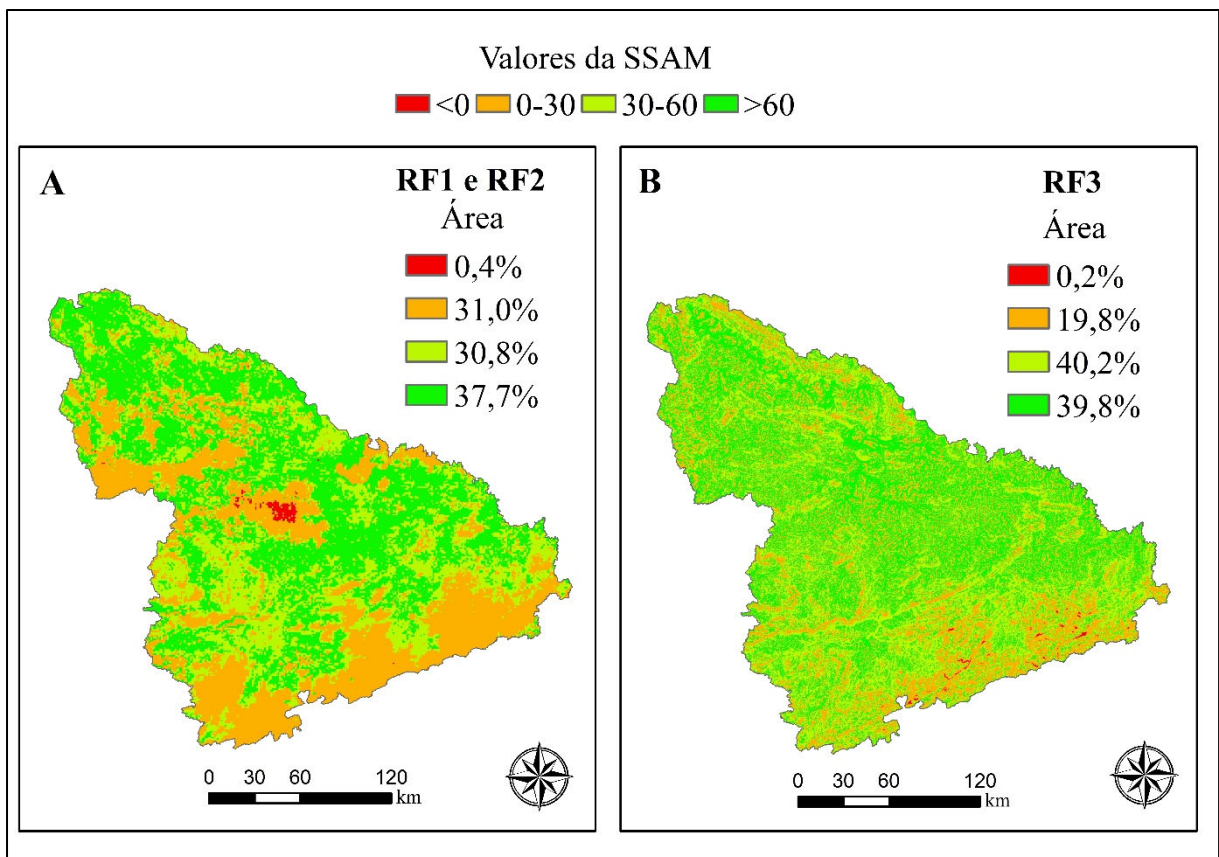 Valores da SSAM
<0 0-30 30-60 >60
A
RF1 e RF2
Área
0,4%
31,0%
30,8%
37,7%
0 30 60 120
km
B
RF3
Área
0,2%
19,8%
40,2%
39,8%
0 30 60 120
km